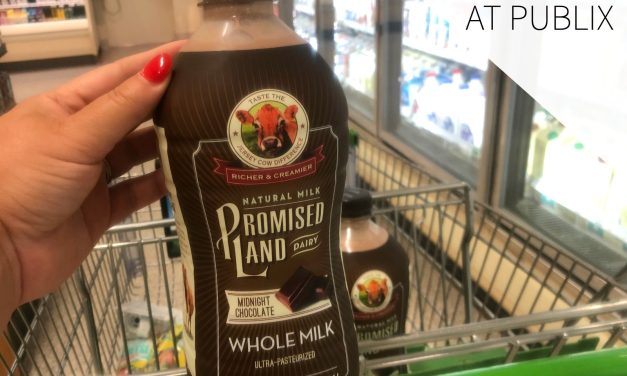 AT PUBLIX
TASTE THE
JERSEY COW DIFFERENCE
RICHER & CREAMIER
NATURAL MILK
PROMISED
LAND DAIRY
MIDNIGHT
CHOCOLATE
WHOLE MILK
ULTRA-PASTEURIZED